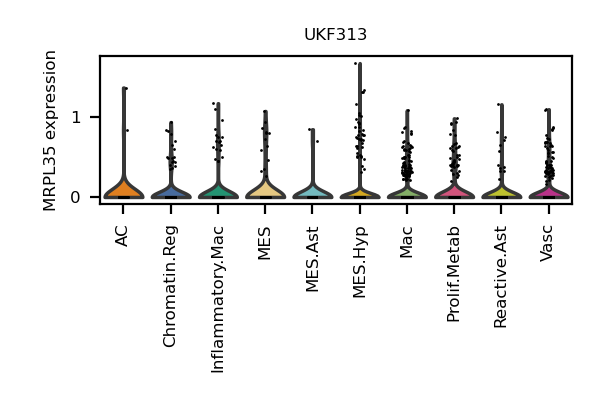 UKF313
MRPL35 expression
1
0
AC
Chromatin.Reg
Inflammatory.Mac
MES
MES.Ast
MES.Hyp
Mac
Prolif.Metab
Reactive.Ast
Vasc